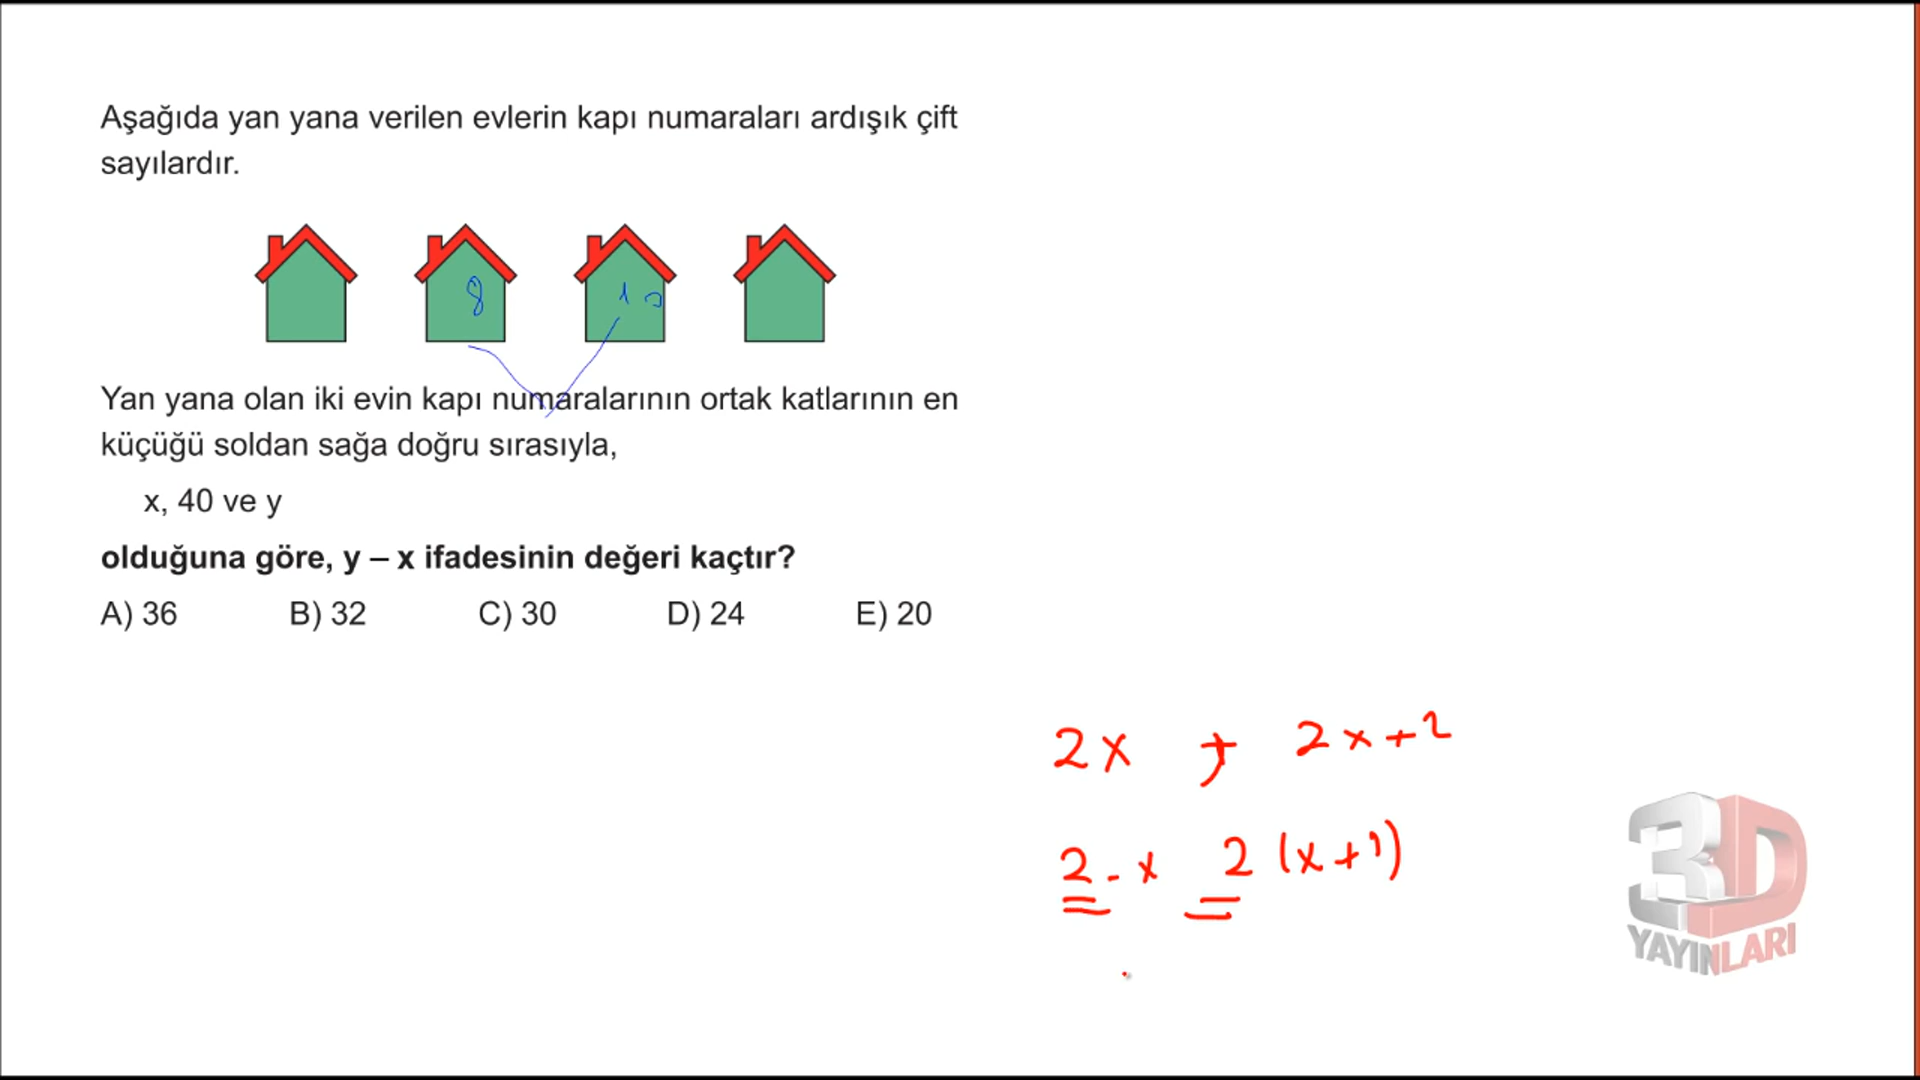 Aşağıda yan yana verilen evlerin kapı numaraları ardışık çift
sayılardır.
8 10
Yan yana olan iki evin kapı numaralarının ortak katlarının en
küçüğü soldan sağa doğru sırasıyla,
x, 40 ve y
olduğuna göre, y – x ifadesinin değeri kaçtır?
A) 36 B) 32 C) 30 D) 24 E) 20
2x , 2x+2
2.x 2(x+1)
3D
YAYINLARI